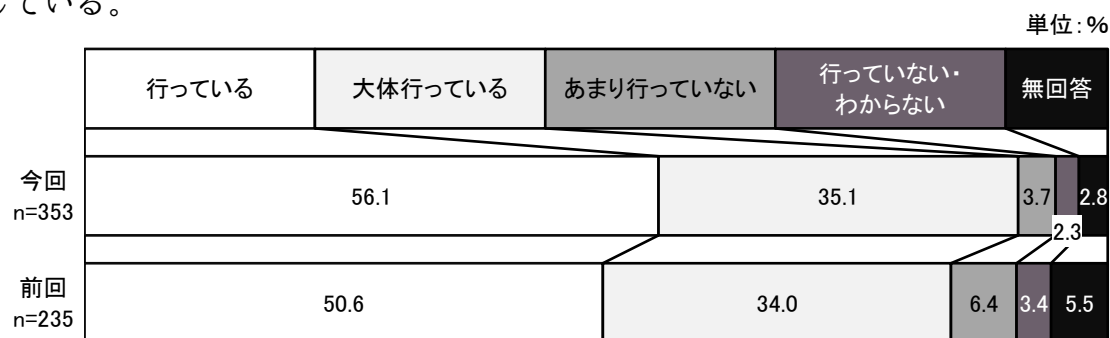 ている。
単位:%
行っている
大体行っている
あまり行っていない
行っていない・
わからない
無回答
今回
n=353
56.1
35.1
3.7
2.3
2.8
前回
n=235
50.6
34.0
6.4
3.4
5.5